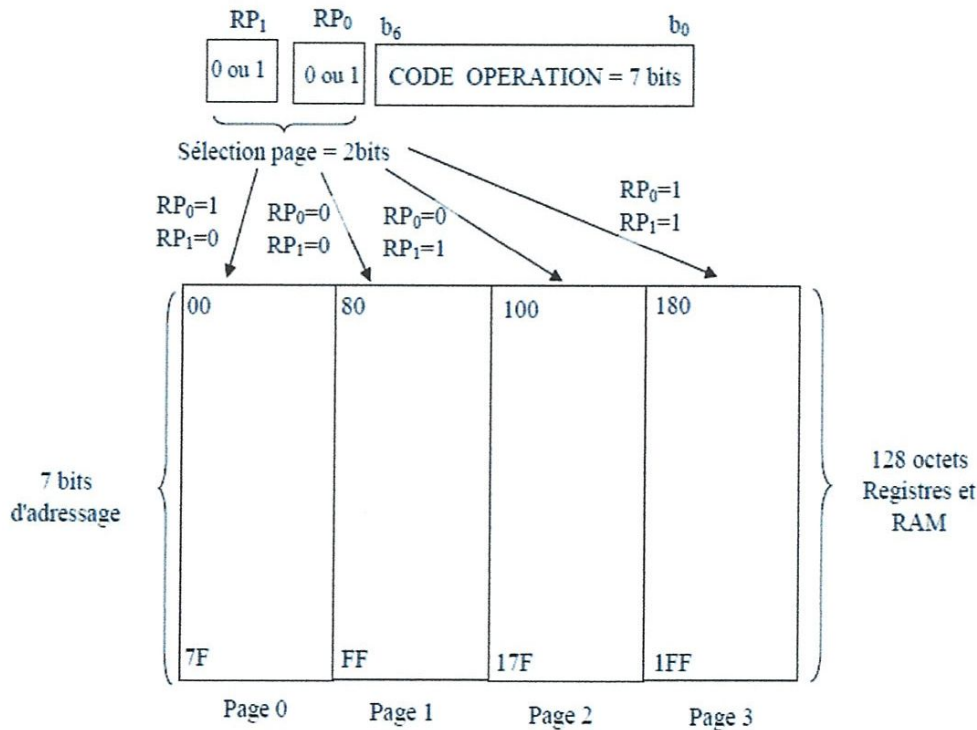 RP1 RP0 b6 b0
0 ou 1 0 ou 1 CODE OPERATION = 7 bits
Sélection page = 2bits
RP0=1
RP1=0
RP0=0
RP1=0
RP0=0
RP1=1
RP0=1
RP1=1
00 80 100 180
7 bits
d'adressage
128 octets
Registres et
RAM
7F FF 17F 1FF
Page 0 Page 1 Page 2 Page 3